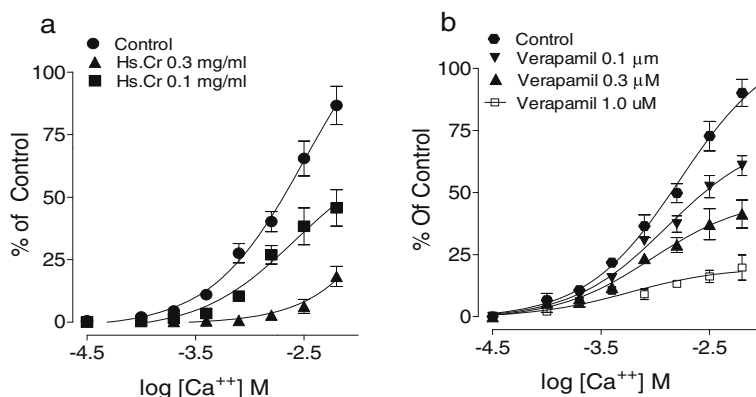 a
Control
Hs.Cr 0.3 mg/ml
Hs.Cr 0.1 mg/ml
% of Control
100
75
50
25
0
-4.5
-3.5
-2.5
log [Ca⁺⁺] M
b
Control
Verapamil 0.1 μm
Verapamil 0.3 μM
Verapamil 1.0 uM
% Of Control
100
75
50
25
0
-4.5
-3.5
-2.5
log [Ca⁺⁺] M